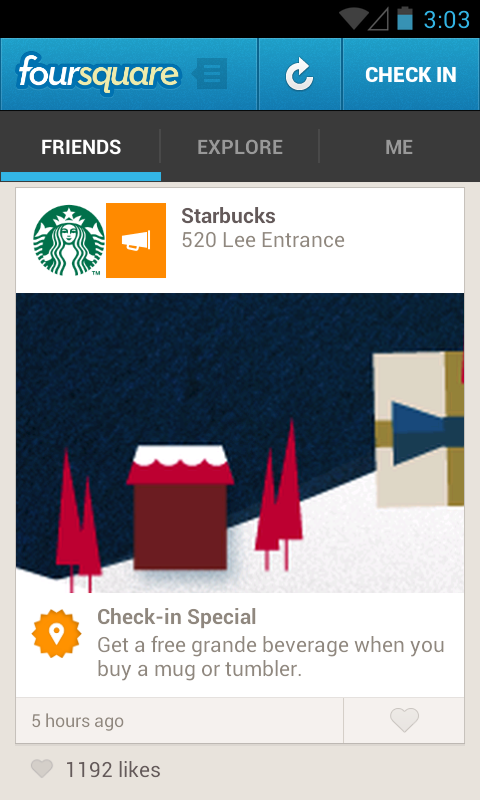 3:03
foursquare
CHECK IN
FRIENDS
EXPLORE
ME
Starbucks
520 Lee Entrance
TM
Check-in Special
Get a free grande beverage when you
buy a mug or tumbler.
5 hours ago
1192 likes